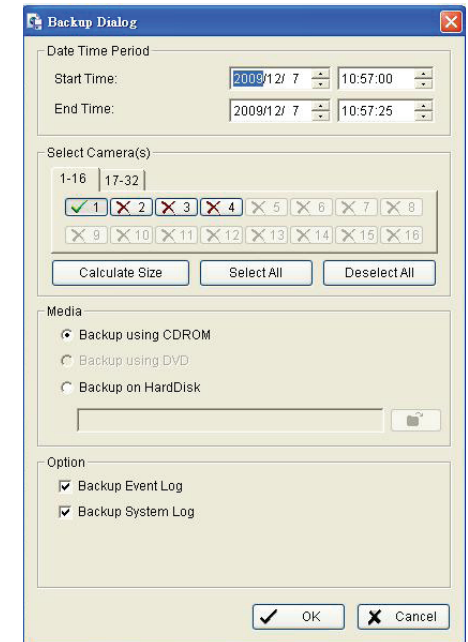 Backup Dialog
Date Time Period
Start Time: 2009/12/ 7 10:57:00
End Time: 2009/12/ 7 10:57:25
Select Camera(s)
1-16 17-32
1 2 3 4 5 6 7 8
9 10 11 12 13 14 15 16
Calculate Size Select All Deselect All
Media
Backup using CDROM
Backup using DVD
Backup on HardDisk
Option
Backup Event Log
Backup System Log
OK Cancel